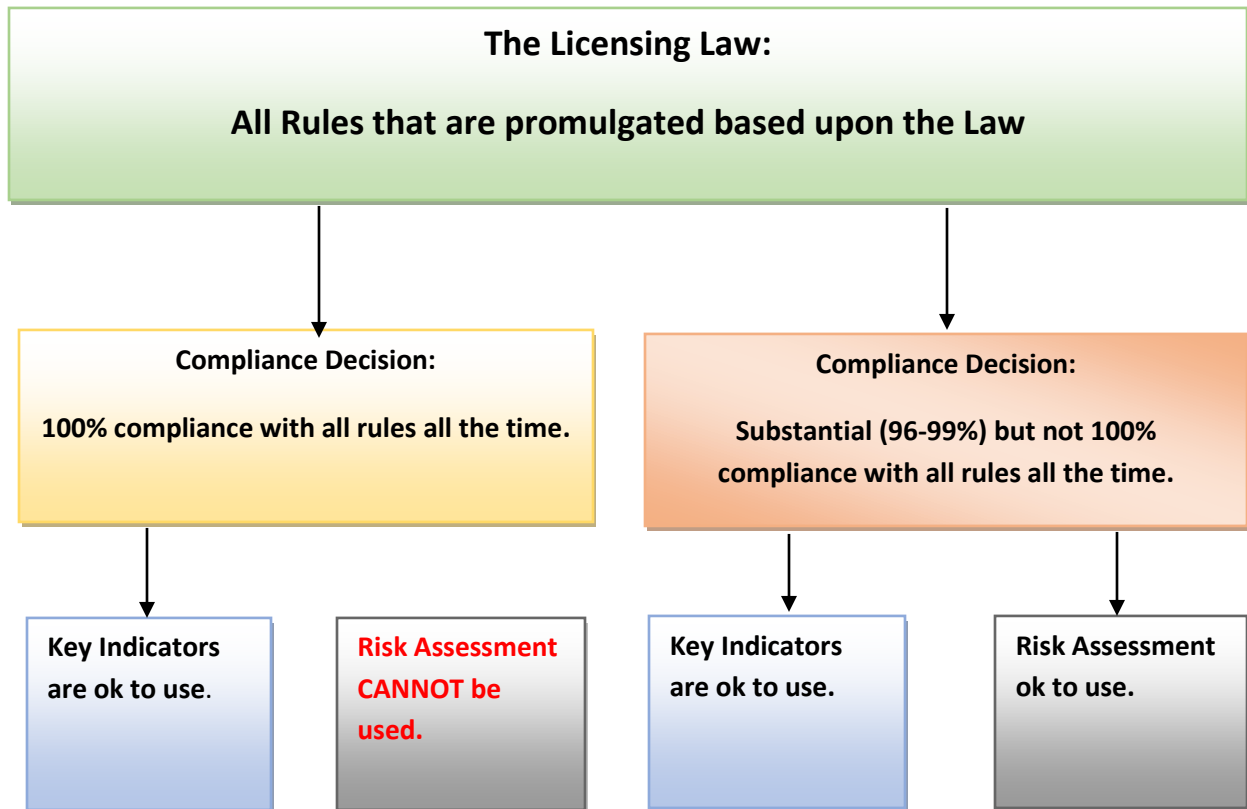 The Licensing Law:
All Rules that are promulgated based upon the Law
Compliance Decision:
100% compliance with all rules all the time.
Compliance Decision:
Substantial (96-99%) but not 100%
compliance with all rules all the time.
Key Indicators
are ok to use.
Risk Assessment
CANNOT be
used.
Key Indicators
are ok to use.
Risk Assessment
ok to use.